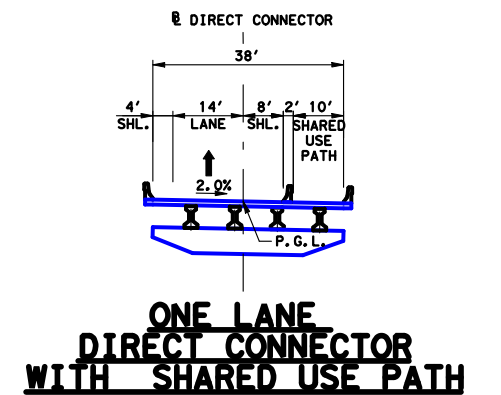 ℄ DIRECT CONNECTOR
38'
4' 14' 8' 2' 10'
SHL. LANE SHL. SHARED
USE
PATH
2.0%
P.G.L.
ONE LANE
DIRECT CONNECTOR
WITH SHARED USE PATH